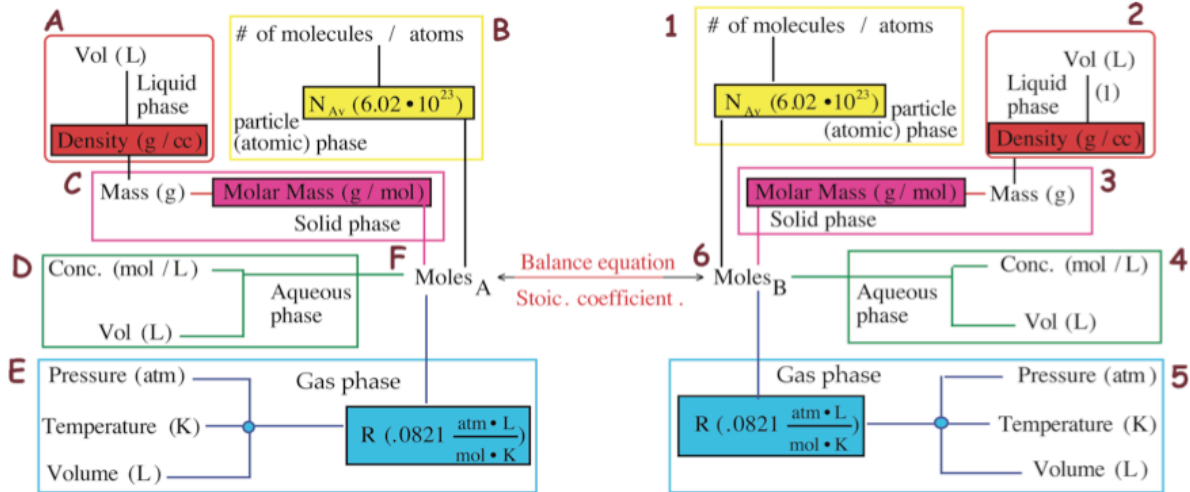 A
Vol (L)
Liquid
phase
Density (g / cc)
B
# of molecules / atoms
N_Av (6.02 • 10^23)
particle
(atomic) phase
C
Mass (g)
Molar Mass (g / mol)
Solid phase
D
Conc. (mol / L)
Aqueous
phase
Vol (L)
F
Moles_A
Balance equation
Stoic. coefficient .
E
Pressure (atm)
Gas phase
Temperature (K)
R (.0821 atm • L / mol • K)
Volume (L)
1
# of molecules / atoms
N_Av (6.02 • 10^23)
particle
(atomic) phase
2
Vol (L)
Liquid
phase
(1)
Density (g / cc)
3
Molar Mass (g / mol)
Mass (g)
Solid phase
6
Moles_B
4
Conc. (mol / L)
Aqueous
phase
Vol (L)
5
Gas phase
Pressure (atm)
R (.0821 atm • L / mol • K)
Temperature (K)
Volume (L)